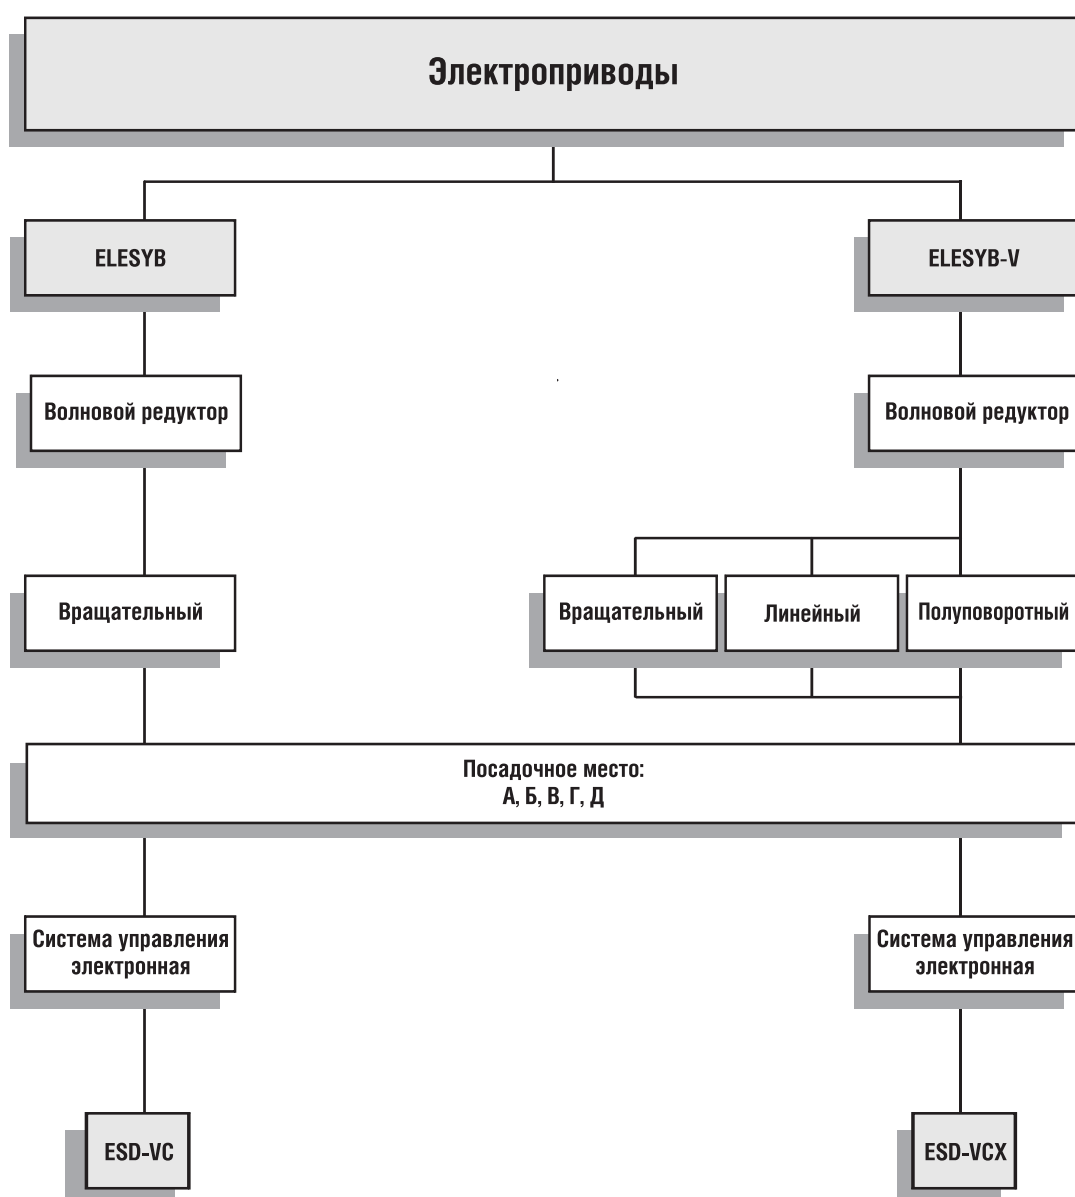 Электроприводы
ELESYB
ELESYB-V
Волновой редуктор
Волновой редуктор
Вращательный
Вращательный
Линейный
Полуповоротный
Посадочное место:
А, Б, В, Г, Д
Система управления
электронная
Система управления
электронная
ESD-VC
ESD-VCX